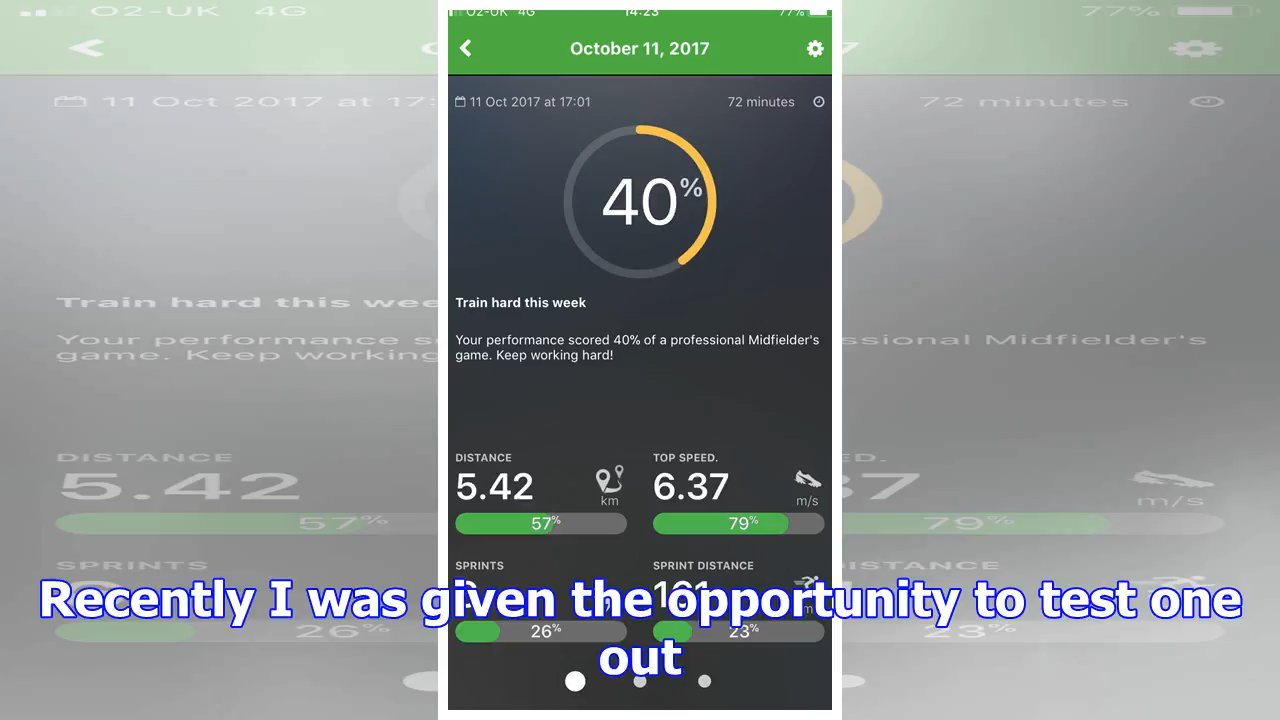 O2-UK 4G 14:23 77%
October 11, 2017
11 Oct 2017 at 17:01 72 minutes
40%
Train hard this week
Your performance scored 40% of a professional Midfielder's
game. Keep working hard!
DISTANCE TOP SPEED.
5.42 km 6.37 m/s
57% 79%
SPRINTS SPRINT DISTANCE
26% 23%
Recently I was given the opportunity to test one
out